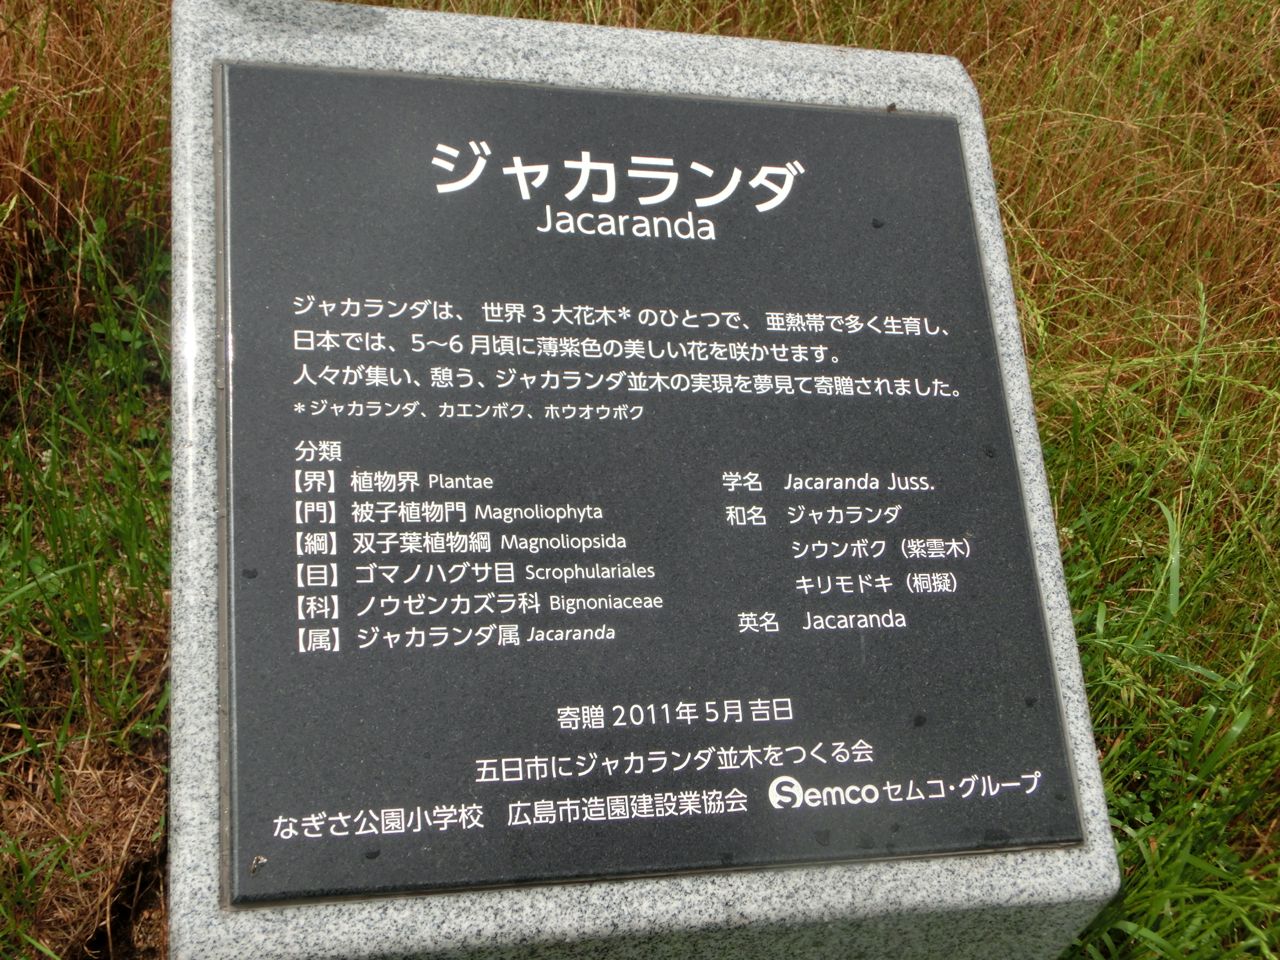 ジャカランダ
Jacaranda
ジャカランダは、世界3大花木*のひとつで、亜熱帯で多く生育し、
日本では、5〜6月頃に薄紫色の美しい花を咲かせます。
人々が集い、憩う、ジャカランダ並木の実現を夢見て寄贈されました。
*ジャカランダ、カエンボク、ホウオウボク
分類
【界】 植物界 Plantae
【門】 被子植物門 Magnoliophyta
【綱】 双子葉植物綱 Magnoliopsida
【目】 ゴマノハグサ目 Scrophulariales
【科】 ノウゼンカズラ科 Bignoniaceae
【属】 ジャカランダ属 Jacaranda
学名 Jacaranda Juss.
和名 ジャカランダ
シウンボク（紫雲木）
キリモドキ（桐擬）
英名 Jacaranda
寄贈 2011年5月吉日
五日市にジャカランダ並木をつくる会
なぎさ公園小学校 広島市造園建設業協会 Semco セムコ・グループ